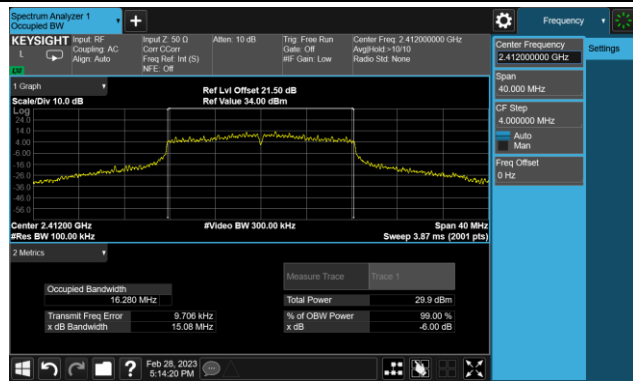 Spectrum Analyzer 1
Occupied BW
Frequency
KEYSIGHT
L
LM
Input: RF
Coupling: AC
Align: Auto
Input Z: 50 Ω
Corr CCorr
Freq Ref: Int (S)
NFE: Off
Atten: 10 dB
Trig: Free Run
Gate: Off
#IF Gain: Low
Center Freq: 2.412000000 GHz
Avg|Hold:>10/10
Radio Std: None
Center Frequency
2.412000000 GHz
Settings
Span
40.000 MHz
CF Step
4.000000 MHz
Auto
Man
Freq Offset
0 Hz
1 Graph
Scale/Div 10.0 dB
Ref Lvl Offset 21.50 dB
Ref Value 34.00 dBm
Log
24.0
14.0
4.00
-6.00
-16.0
-26.0
-36.0
-46.0
-56.0
Center 2.41200 GHz
#Video BW 300.00 kHz
Span 40 MHz
#Res BW 100.00 kHz
Sweep 3.87 ms (2001 pts)
2 Metrics
Measure Trace
Trace 1
Occupied Bandwidth
16.280 MHz
Total Power
29.9 dBm
Transmit Freq Error
9.706 kHz
% of OBW Power
99.00 %
x dB Bandwidth
15.08 MHz
x dB
-6.00 dB
?
Feb 28, 2023
5:14:20 PM